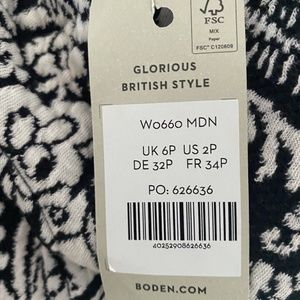 FSC
MIX
Paper
FSC® C120809
GLORIOUS
BRITISH STYLE
W0660 MDN
UK 6P US 2P
DE 32P FR 34P
PO: 626636
40252908626636
BODEN.COM